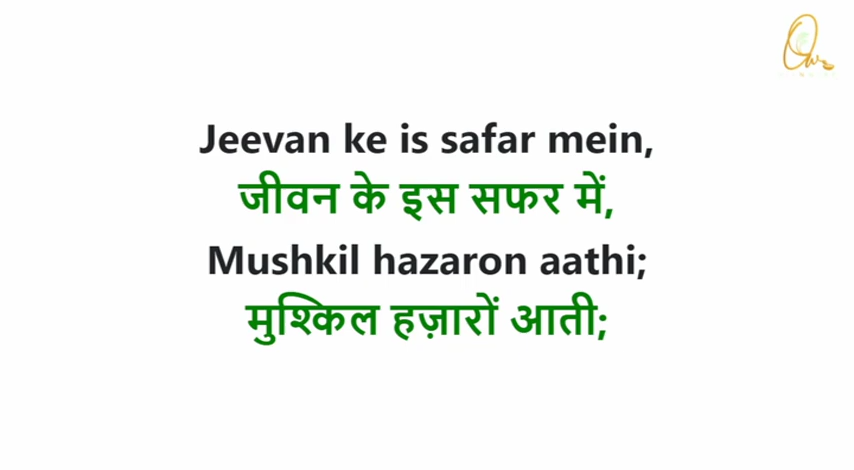 Jeevan ke is safar mein,
जीवन के इस सफर में,
Mushkil hazaron aathi;
मुश्किल हज़ारों आती;